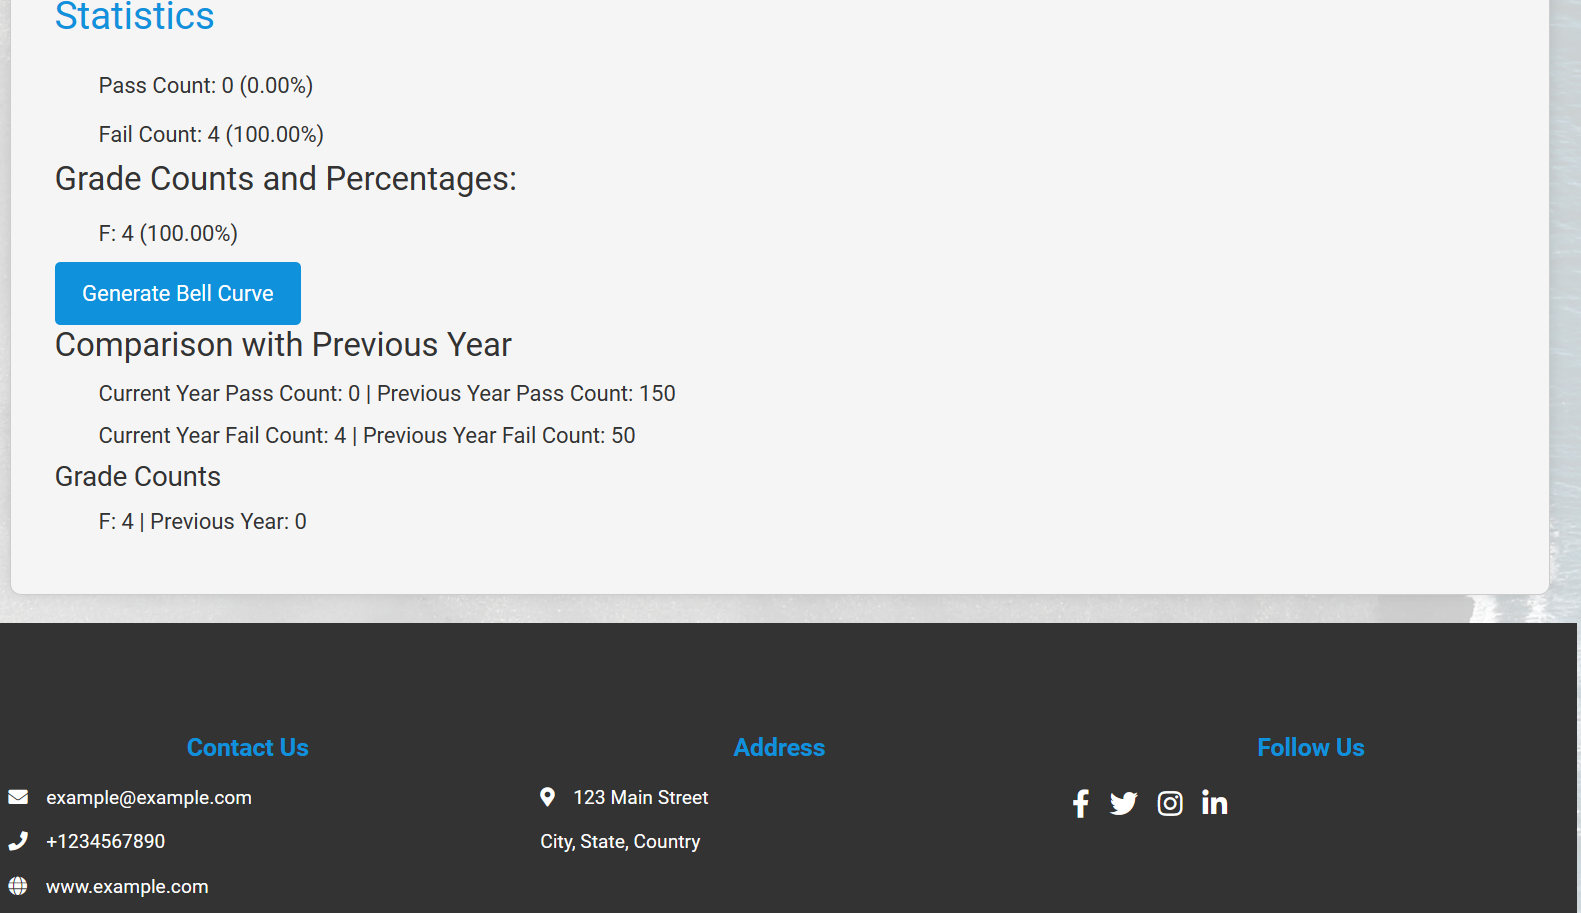 Statistics
Pass Count: 0 (0.00%)
Fail Count: 4 (100.00%)
Grade Counts and Percentages:
F: 4 (100.00%)
Generate Bell Curve
Comparison with Previous Year
Current Year Pass Count: 0 | Previous Year Pass Count: 150
Current Year Fail Count: 4 | Previous Year Fail Count: 50
Grade Counts
F: 4 | Previous Year: 0
Contact Us
example@example.com
+1234567890
www.example.com
Address
123 Main Street
City, State, Country
Follow Us